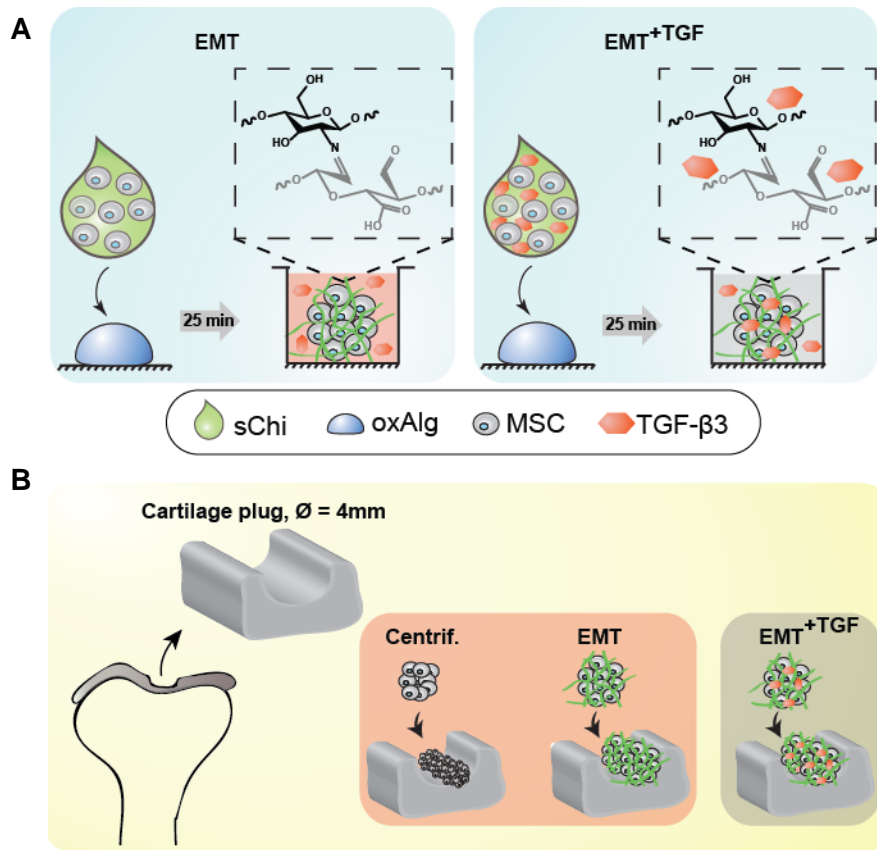 A
EMT
EMT+TGF
OH
O
O
O
HO
N
O
O
O
O
O
HO
25 min
OH
O
O
O
HO
N
O
O
O
O
O
HO
25 min
sChi
oxAlg
MSC
TGF-β3
B
Cartilage plug, Ø = 4mm
Centrif.
EMT
EMT+TGF